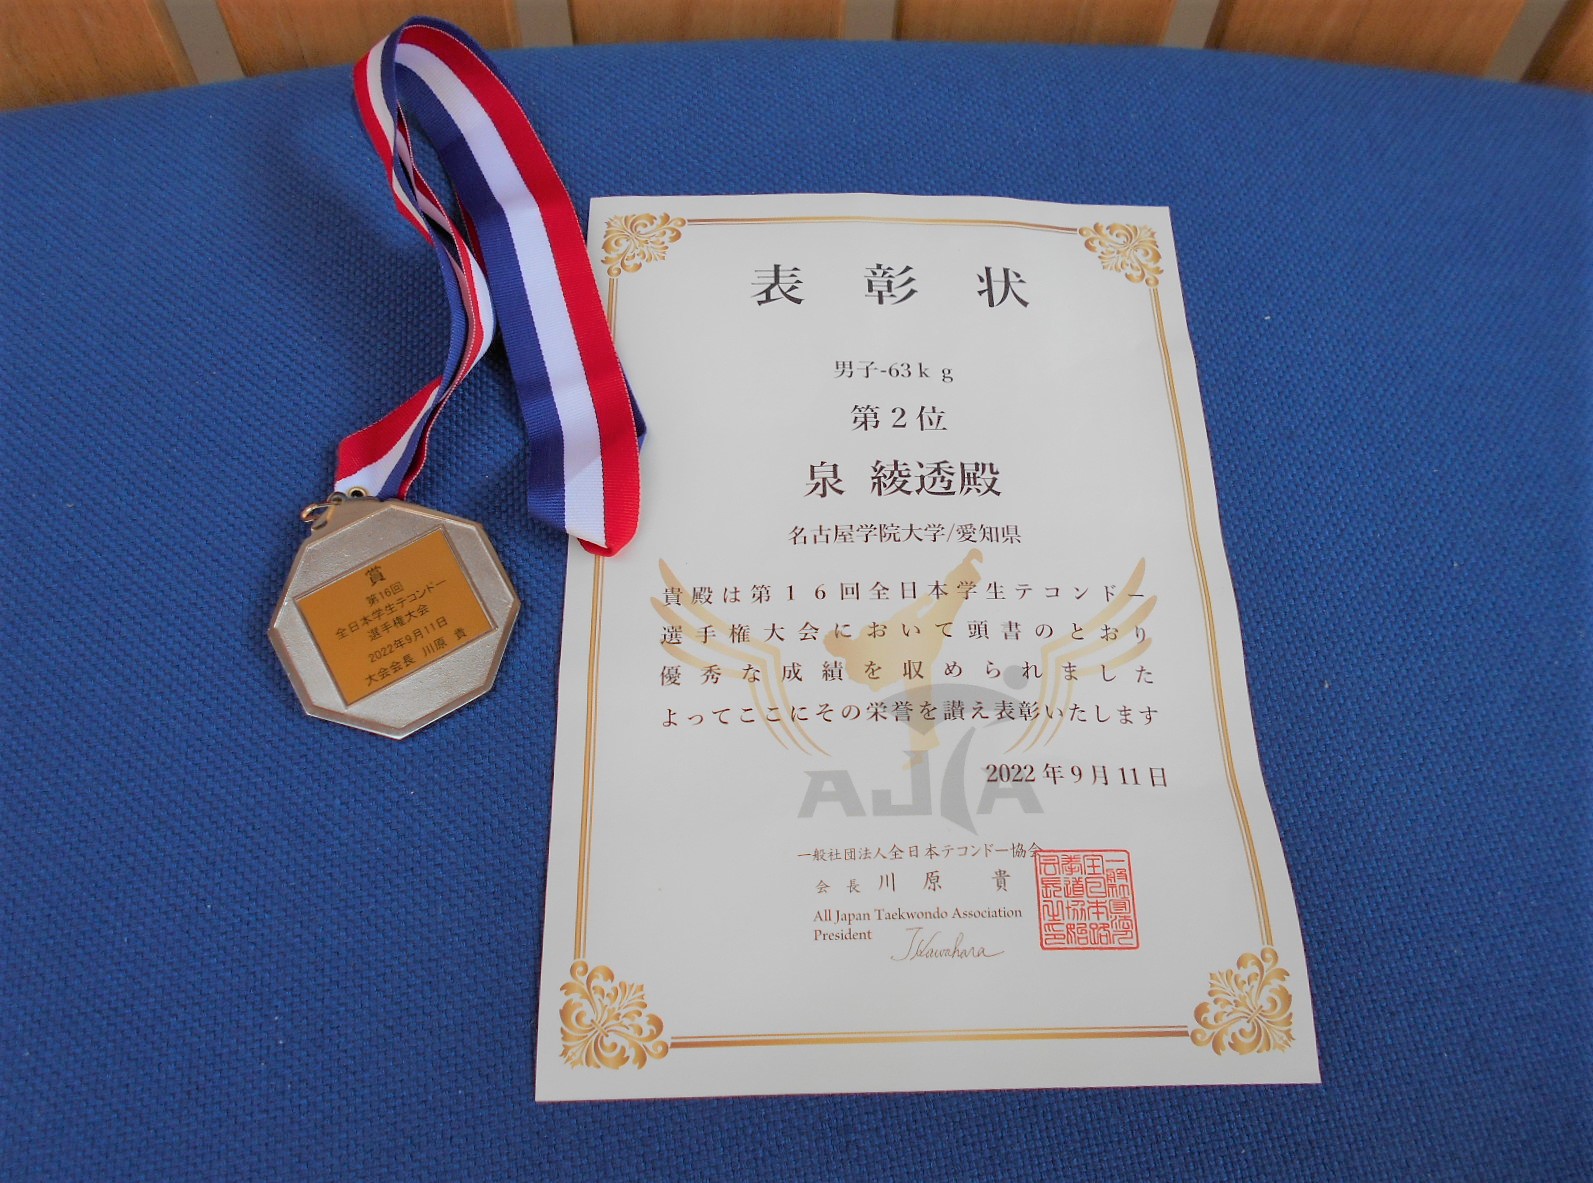 賞
第16回
全日本学生テコンドー
選手権大会
2022年9月11日
大会会長 川原 貴
表 彰 状
男子-63ｋｇ
第２位
泉 綾透殿
名古屋学院大学/愛知県
貴殿は第１６回全日本学生テコンドー
選手権大会において頭書のとおり
優秀な成績を収められました
よってここにその栄誉を讃え表彰いたします
AJTA
2022年9月11日
一般社団法人全日本テコンドー協会
会長 川原 貴
All Japan Taekwondo Association
President
T Kawahara